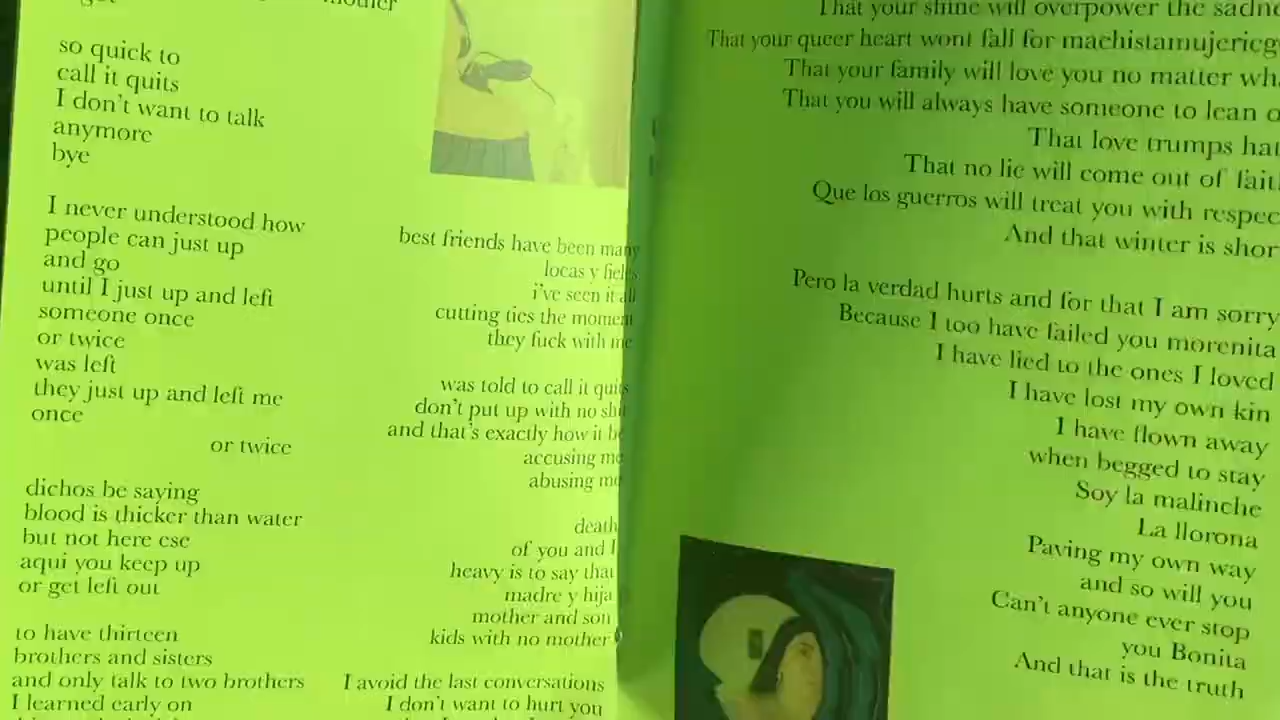 mother
so quick to
call it quits
I don't want to talk
anymore
bye
I never understood how
people can just up
and go
until I just up and left
someone once
or twice
was left
they just up and left me
once
or twice
dichos be saying
blood is thicker than water
but not here ese
aqui you keep up
or get left out
to have thirteen
brothers and sisters
and only talk to two brothers
I learned early on
best friends have been many
locas y fieles
i've seen it all
cutting ties the moment
they fuck with me
was told to call it quits
don't put up with no shit
and that's exactly how it be
accusing me
abusing me
death
of you and I
heavy is to say that
madre y hija
mother and son
kids with no mother
I avoid the last conversations
I don't want to hurt you
That your shine will overpower the
That your queer heart wont fall for
That your family will love you no matter
That you will always have someone to lean
That love trumps
That no lie will come out of
Que los guerros will treat you with
And that winter is
Pero la verdad hurts and for that I am sorry
Because I too have failed you morenita
I have lied to the ones I loved
I have lost my own kin
I have flown away
when begged to stay
Soy la malinche
La llorona
Paving my own way
and so will you
Can't anyone ever stop
you Bonita
And that is the truth